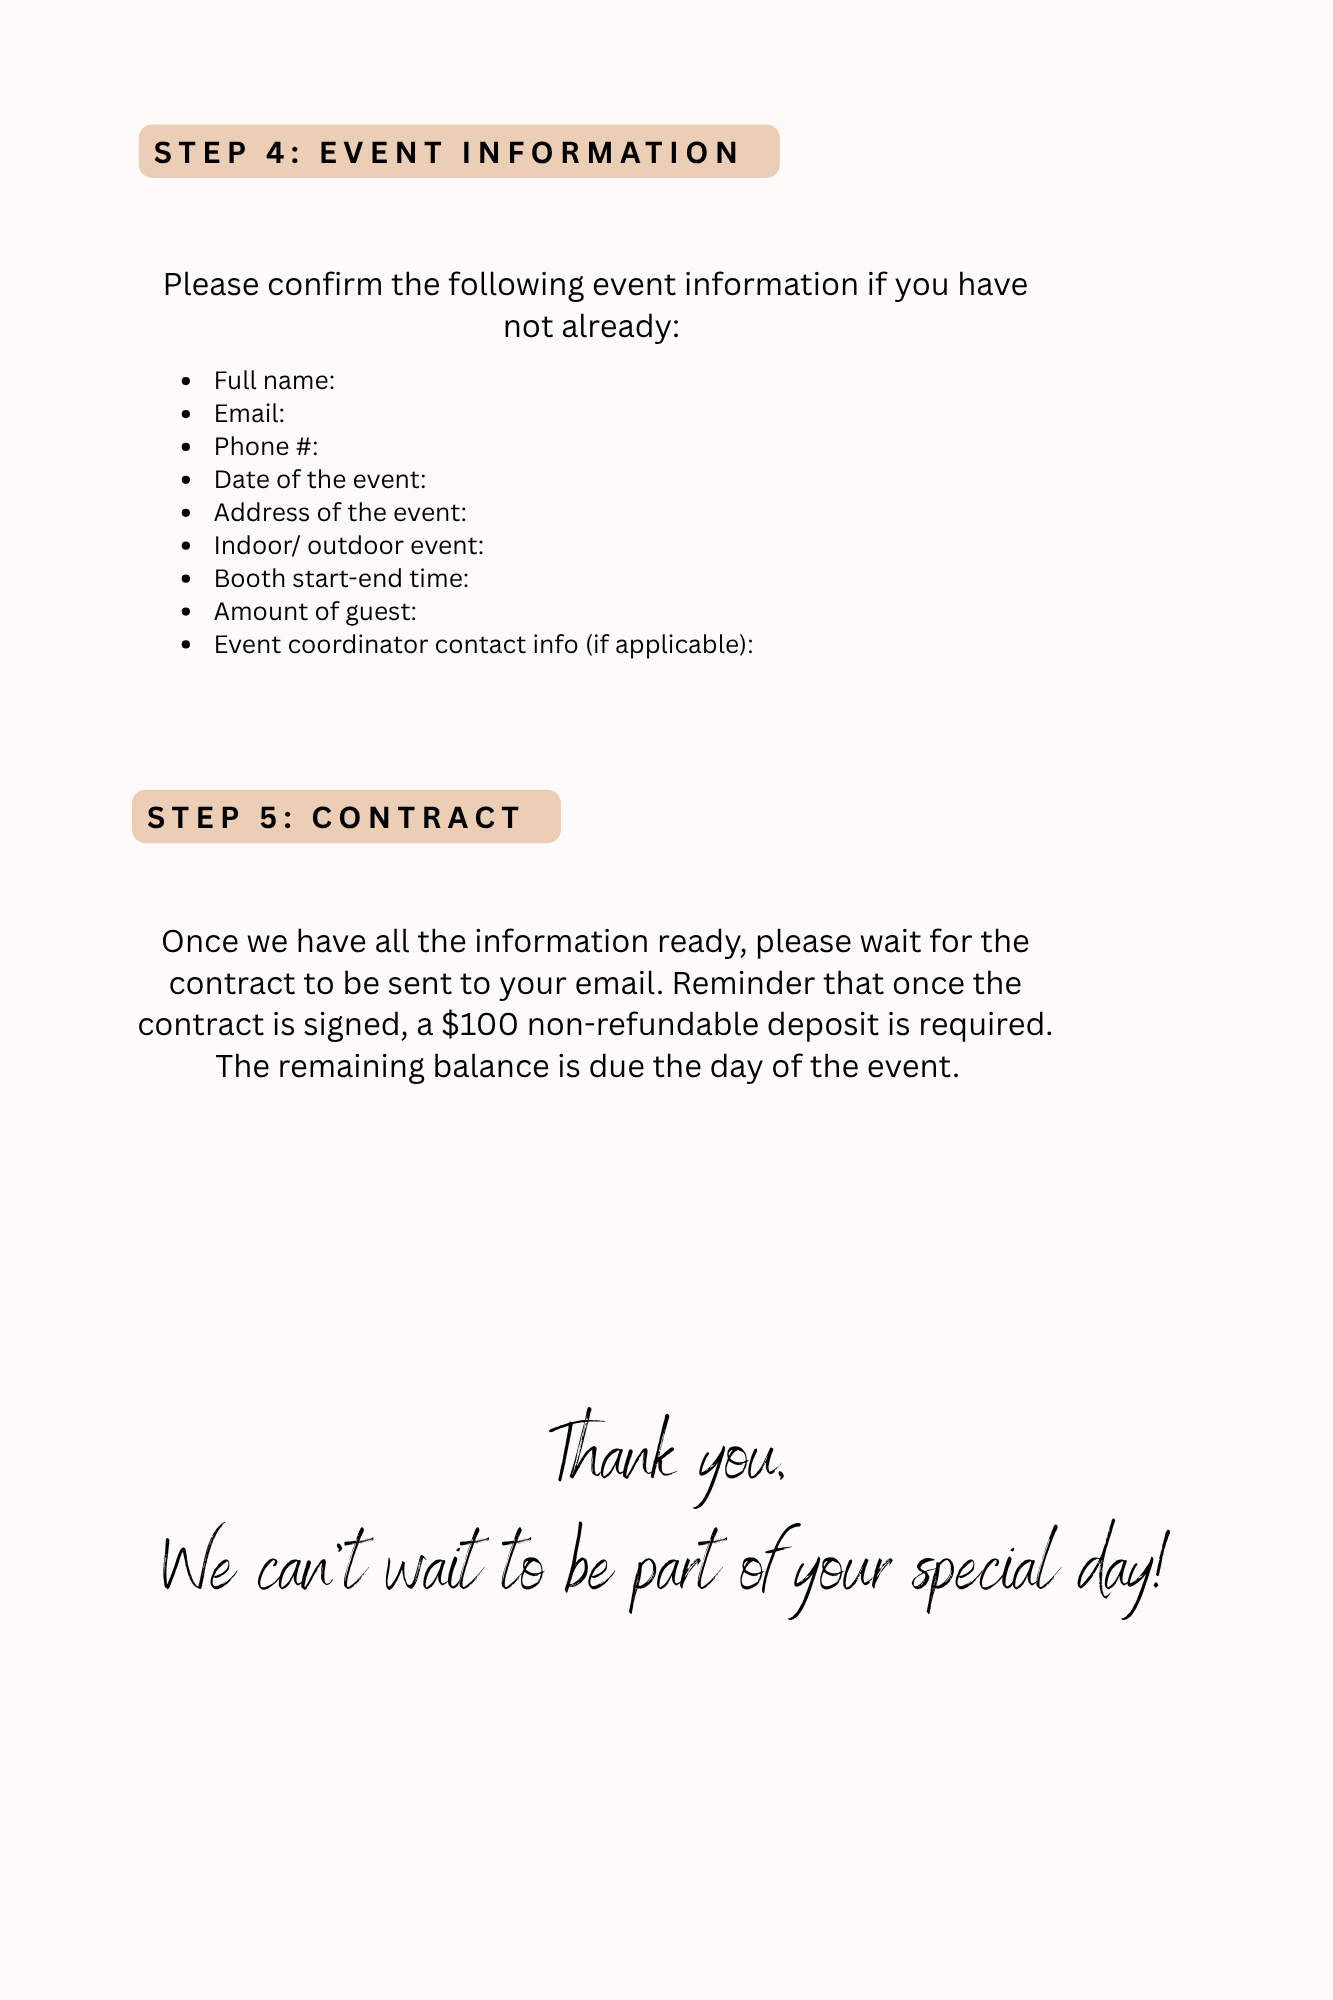 STEP 4: EVENT INFORMATION
Please confirm the following event information if you have
not already:
• Full name:
• Email:
• Phone #:
• Date of the event:
• Address of the event:
• Indoor/ outdoor event:
• Booth start-end time:
• Amount of guest:
• Event coordinator contact info (if applicable):
STEP 5: CONTRACT
Once we have all the information ready, please wait for the
contract to be sent to your email. Reminder that once the
contract is signed, a $100 non-refundable deposit is required.
The remaining balance is due the day of the event.
Thank you,
We can't wait to be part of your special day!